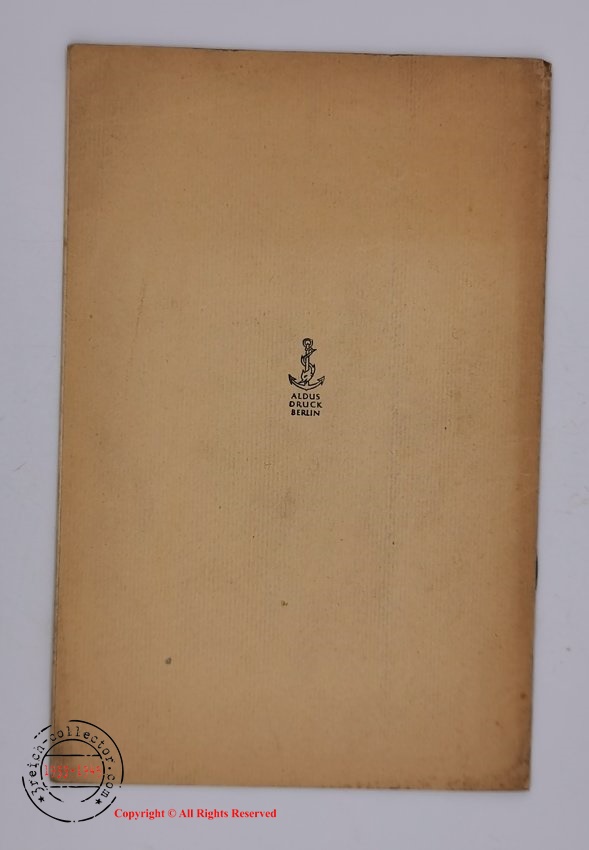 ALDUS
DRUCK
BERLIN
3reich-collector.com
Copyright © All Rights Reserved